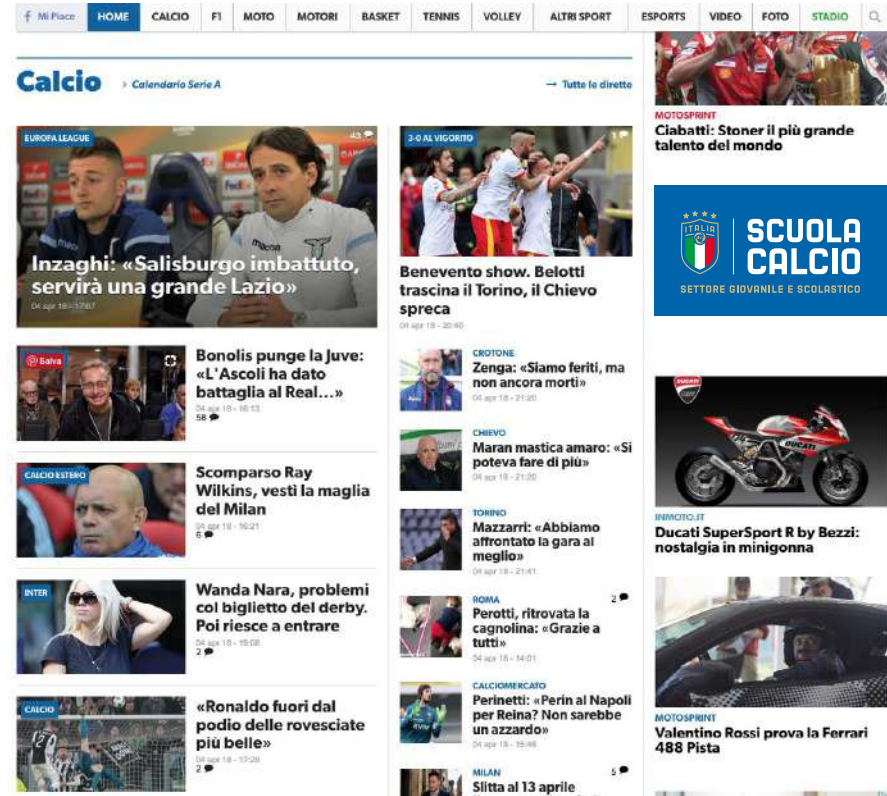 Mi Piace HOME CALCIO F1 MOTO MOTORI BASKET TENNIS VOLLEY ALTRI SPORT ESPORTS VIDEO FOTO STADIO
Calcio
› Calendario Serie A
→ Tutte le dirette
EUROPA LEAGUE
43
FedEx
macron
Inzaghi: «Salisburgo imbattuto,
servirà una grande Lazio»
04 apr 18 - 17:07
Salva
Bonolis punge la Juve:
«L'Ascoli ha dato
battaglia al Real…»
04 apr 18 - 16:13
58
CALCIO ESTERO
Scomparso Ray
Wilkins, vestì la maglia
del Milan
04 apr 18 - 16:21
6
INTER
Wanda Nara, problemi
col biglietto del derby.
Poi riesce a entrare
04 apr 18 - 15:08
2
CALCIO
«Ronaldo fuori dal
podio delle rovesciate
più belle»
04 apr 18 - 17:28
2
3-0 AL VIGORITO
Benevento show. Belotti
trascina il Torino, il Chievo
spreca
04 apr 18 - 20:40
CROTONE
Zenga: «Siamo feriti, ma
non ancora morti»
04 apr 18 - 21:20
CHIEVO
Maran mastica amaro: «Si
poteva fare di più»
04 apr 18 - 21:20
TORINO
Mazzarri: «Abbiamo
affrontato la gara al
meglio»
04 apr 18 - 21:41
ROMA
2
Perotti, ritrovata la
cagnolina: «Grazie a
tutti»
04 apr 18 - 14:01
CALCIOMERCATO
Perinetti: «Perin al Napoli
per Reina? Non sarebbe
un azzardo»
04 apr 18 - 15:46
MILAN
5
Slitta al 13 aprile
MOTOSPRINT
Ciabatti: Stoner il più grande
talento del mondo
ITALIA
SCUOLA
CALCIO
SETTORE GIOVANILE E SCOLASTICO
DUCATI
DUCATI
INMOTO.IT
Ducati SuperSport R by Bezzi:
nostalgia in minigonna
MOTOSPRINT
Valentino Rossi prova la Ferrari
488 Pista